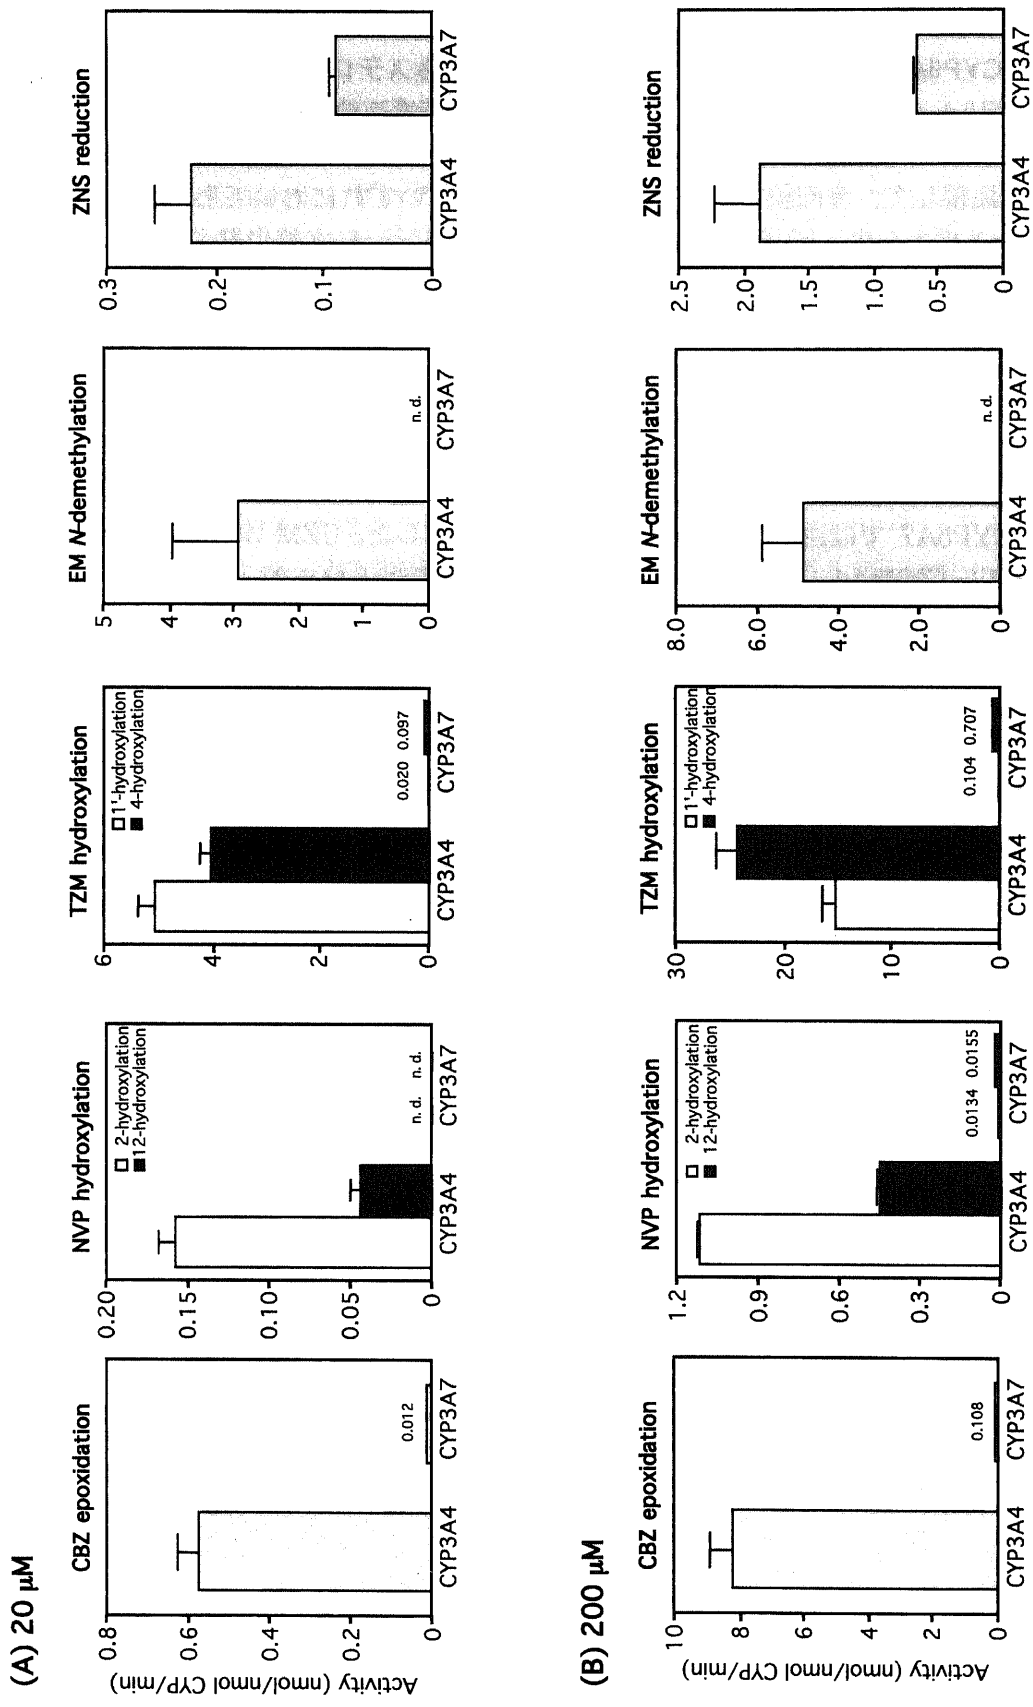 (A) 20 μM
CBZ epoxidation
Activity (nmol/nmol CYP/min)
0.8
0.6
0.4
0.2
0
0.012
CYP3A4 CYP3A7
NVP hydroxylation
0.20
0.15
0.10
0.05
0
2-hydroxylation
12-hydroxylation
n. d. n. d.
CYP3A4 CYP3A7
TZM hydroxylation
6
4
2
0
1'-hydroxylation
4-hydroxylation
0.020 0.097
CYP3A4 CYP3A7
EM N-demethylation
5
4
3
2
1
0
n. d.
CYP3A4 CYP3A7
ZNS reduction
0.3
0.2
0.1
0
CYP3A4 CYP3A7
(B) 200 μM
CBZ epoxidation
Activity (nmol/nmol CYP/min)
10
8
6
4
2
0
0.108
CYP3A4 CYP3A7
NVP hydroxylation
1.2
0.9
0.6
0.3
0
2-hydroxylation
12-hydroxylation
0.0134 0.0155
CYP3A4 CYP3A7
TZM hydroxylation
30
20
10
0
1'-hydroxylation
4-hydroxylation
0.104 0.707
CYP3A4 CYP3A7
EM N-demethylation
8.0
6.0
4.0
2.0
0
n. d.
CYP3A4 CYP3A7
ZNS reduction
2.5
2.0
1.5
1.0
0.5
0
CYP3A4 CYP3A7